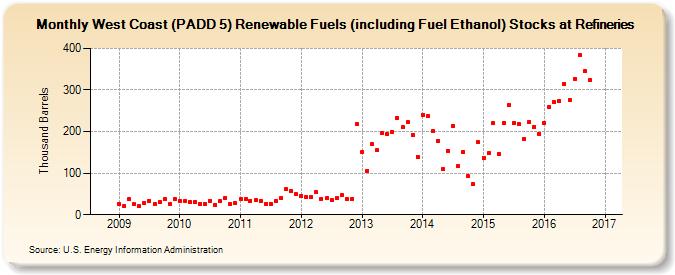 Monthly West Coast (PADD 5) Renewable Fuels (including Fuel Ethanol) Stocks at Refineries
Thousand Barrels
400
300
200
100
0
2009 2010 2011 2012 2013 2014 2015 2016 2017
Source: U.S. Energy Information Administration